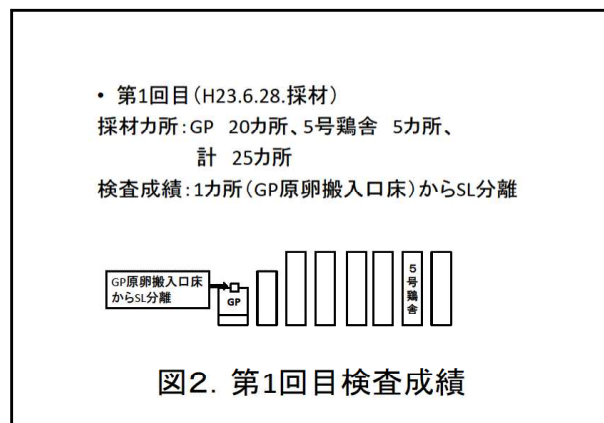 • 第1回目(H23.6.28.採材)
採材カ所:GP 20カ所、5号鶏舎 5カ所、
計 25カ所
検査成績:1カ所(GP原卵搬入口床)からSL分離
GP原卵搬入口床
からSL分離
GP
5号鶏舎
図2. 第1回目検査成績